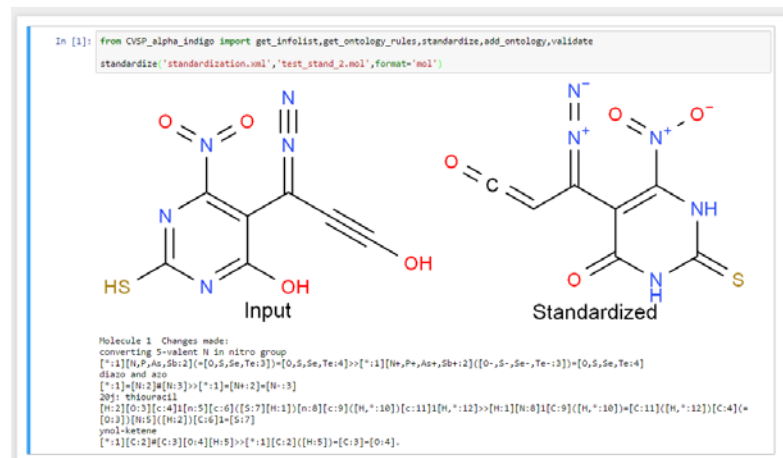 In [1]: from CVSP_alpha_indigo import get_infolist,get_ontology_rules,standardize,add_ontology,validate
standardize('standardization.xml','test_stand_2.mol',format='mol')
N
N⁻
O
O
N
N
N⁺
O
O⁻
N⁺
O
C
N
NH
HS
N
OH
OH
O
N
H
S
Input
Standardized
Molecule 1 Changes made:
converting 5-valent N in nitro group
[*:1][N,P,As,Sb:2](=[O,S,Se,Te:3])=[O,S,Se,Te:4]>>[*:1][N+,P+,As+,Sb+:2]([O-,S-,Se-,Te-:3])=[O,S,Se,Te:4]
diazo and azo
[*:1]=[N:2]#[N:3]>>[*:1]=[N+:2]=[N-:3]
20j: thiouracil
[H:2][O:3][c:4]1[n:5][c:6]([S:7][H:1])[n:8][c:9]([H,*:10])[c:11]1[H,*:12]>>[H:1][N:8]1[C:9]([H,*:10])=[C:11]([H,*:12])[C:4](=
[O:3])[N:5]([H:2])[C:6]1=[S:7]
ynol-ketene
[*:1][C:2]#[C:3][O:4][H:5]>>[*:1][C:2]([H:5])=[C:3]=[O:4].